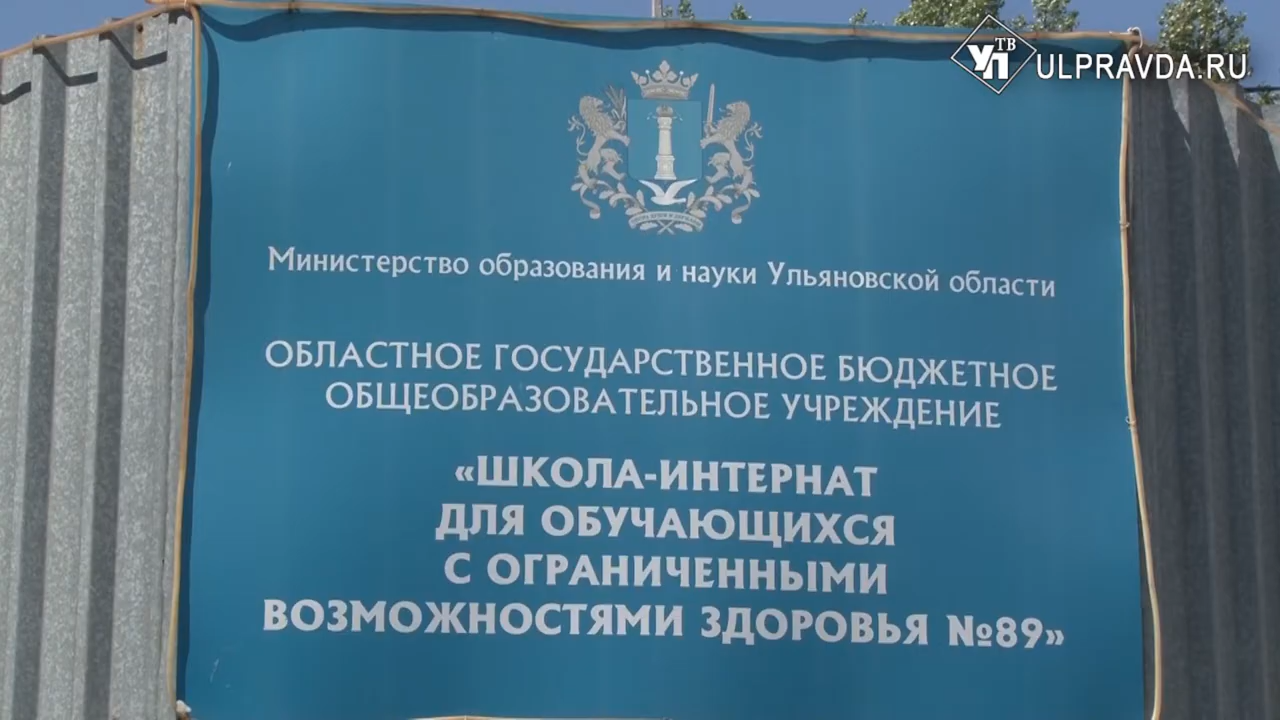 УП ТВ ULPRAVDA.RU
Министерство образования и науки Ульяновской области
ОБЛАСТНОЕ ГОСУДАРСТВЕННОЕ БЮДЖЕТНОЕ
ОБЩЕОБРАЗОВАТЕЛЬНОЕ УЧРЕЖДЕНИЕ
«ШКОЛА-ИНТЕРНАТ
ДЛЯ ОБУЧАЮЩИХСЯ
С ОГРАНИЧЕННЫМИ
ВОЗМОЖНОСТЯМИ ЗДОРОВЬЯ №89»